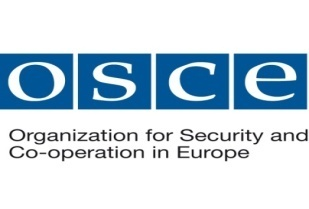 osce
Organization for Security and
Co-operation in Europe